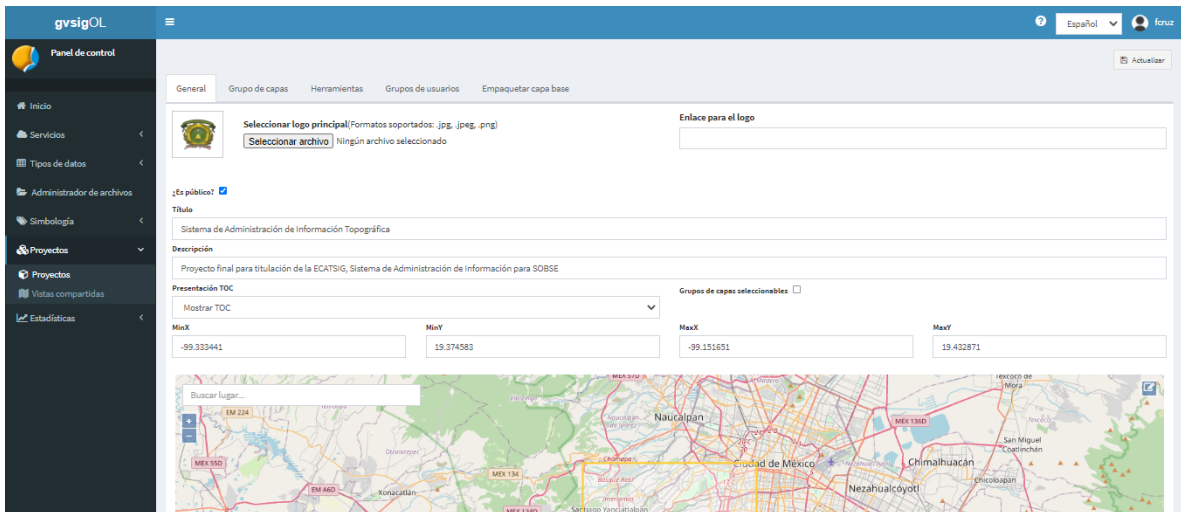 gvsigOL
Español
fcruz
Panel de control
Actualizar
General Grupo de capas Herramientas Grupos de usuarios Empaquetar capa base
Inicio
Servicios
Tipos de datos
Administrador de archivos
Simbología
Proyectos
Proyectos
Vistas compartidas
Estadísticas
Seleccionar logo principal(Formatos soportados: .jpg, .jpeg, .png)
Seleccionar archivo Ningún archivo seleccionado
Enlace para el logo
¿Es público?
Título
Sistema de Administración de Información Topográfica
Descripción
Proyecto final para titulación de la ECATSIG, Sistema de Administración de Información para SOBSE
Presentación TOC
Grupos de capas seleccionables
Mostrar TOC
MinX MinY MaxX MaxY
-99.333441 19.374583 -99.151651 19.432871
Buscar lugar...
+
−
MEX 57D
Texcoco de
Mora
EM 224
Naucalpan
MEX 136D
San Miguel
Coatlinchán
MEX 55D
MEX 134
Ciudad de México
Chimalhuacán
Chicoloapan
EM A6D
Xonacatlán
Nezahualcóyotl
MEX 134D
Santiago Yancuitlalpan